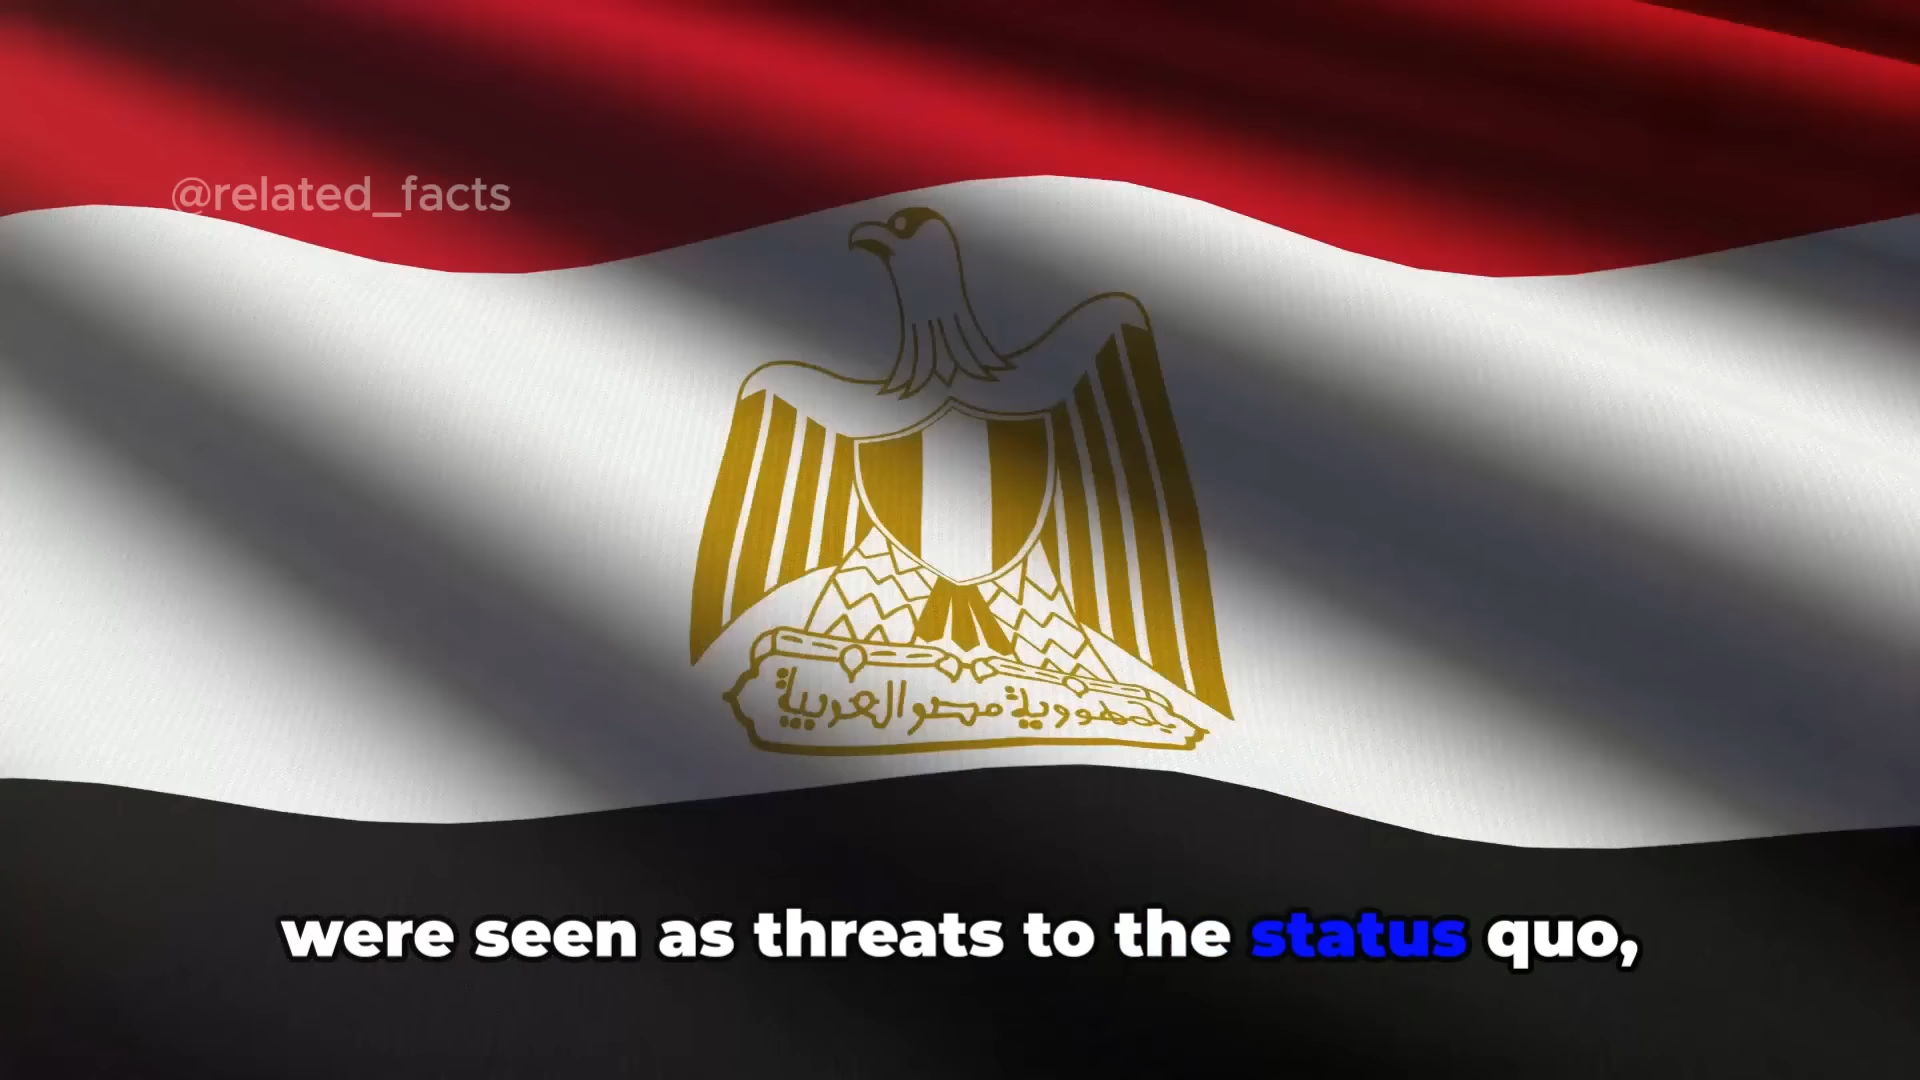 @related_facts
جمهورية مصر العربية
were seen as threats to the status quo,